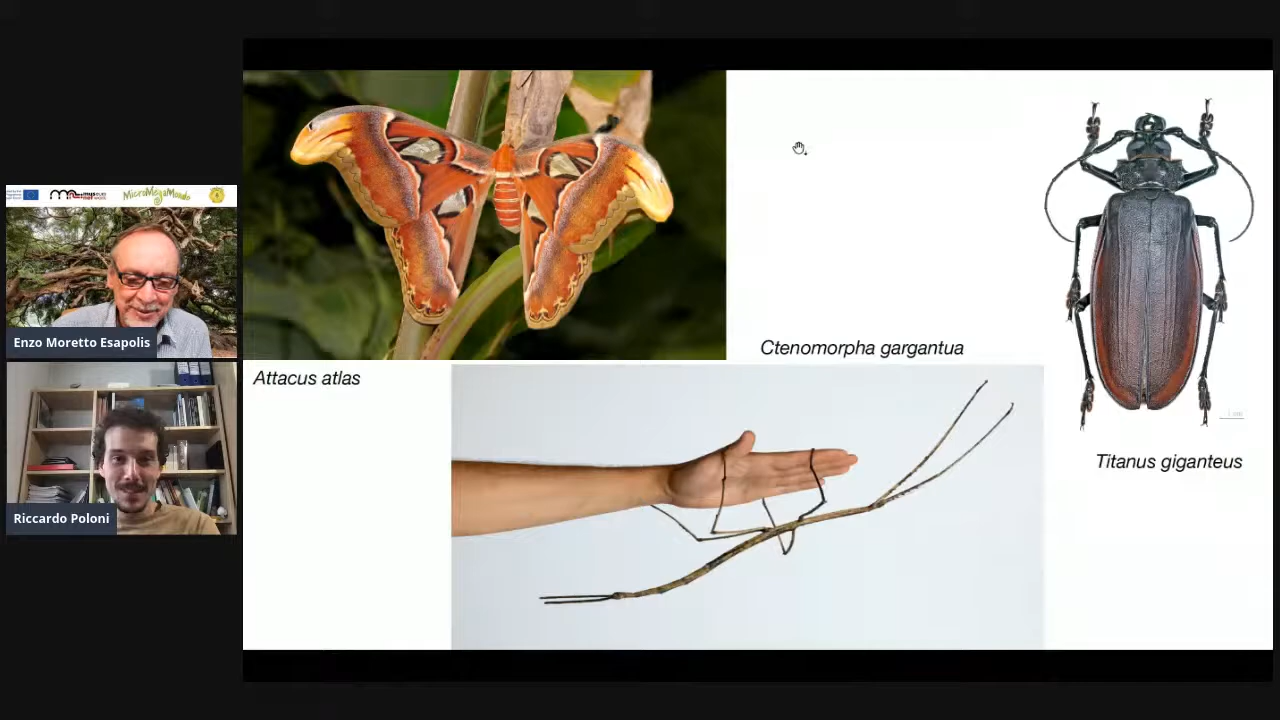 MicroMegaMondo
Enzo Moretto Esapolis
Riccardo Poloni
Attacus atlas
Ctenomorpha gargantua
Titanus giganteus